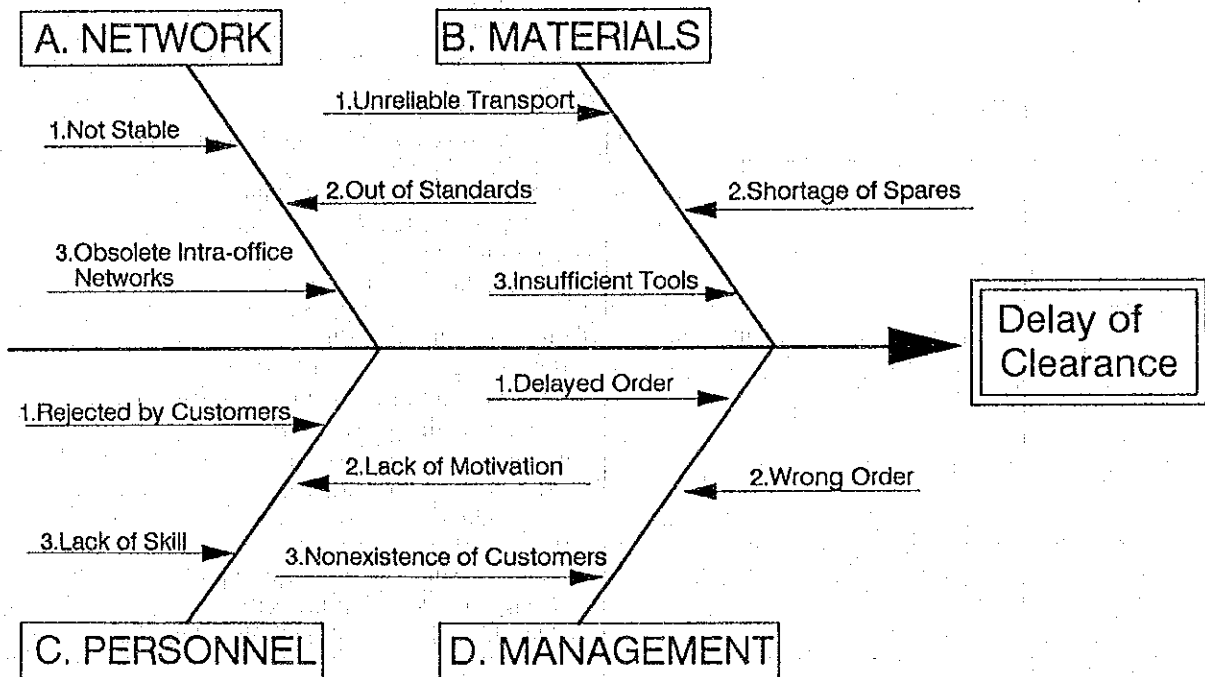 A. NETWORK
B. MATERIALS
1.Unreliable Transport
1.Not Stable
2.Out of Standards
2.Shortage of Spares
3.Obsolete Intra-office
Networks
3.Insufficient Tools
Delay of
Clearance
1.Delayed Order
1.Rejected by Customers
2.Lack of Motivation
2.Wrong Order
3.Lack of Skill
3.Nonexistence of Customers
C. PERSONNEL
D. MANAGEMENT